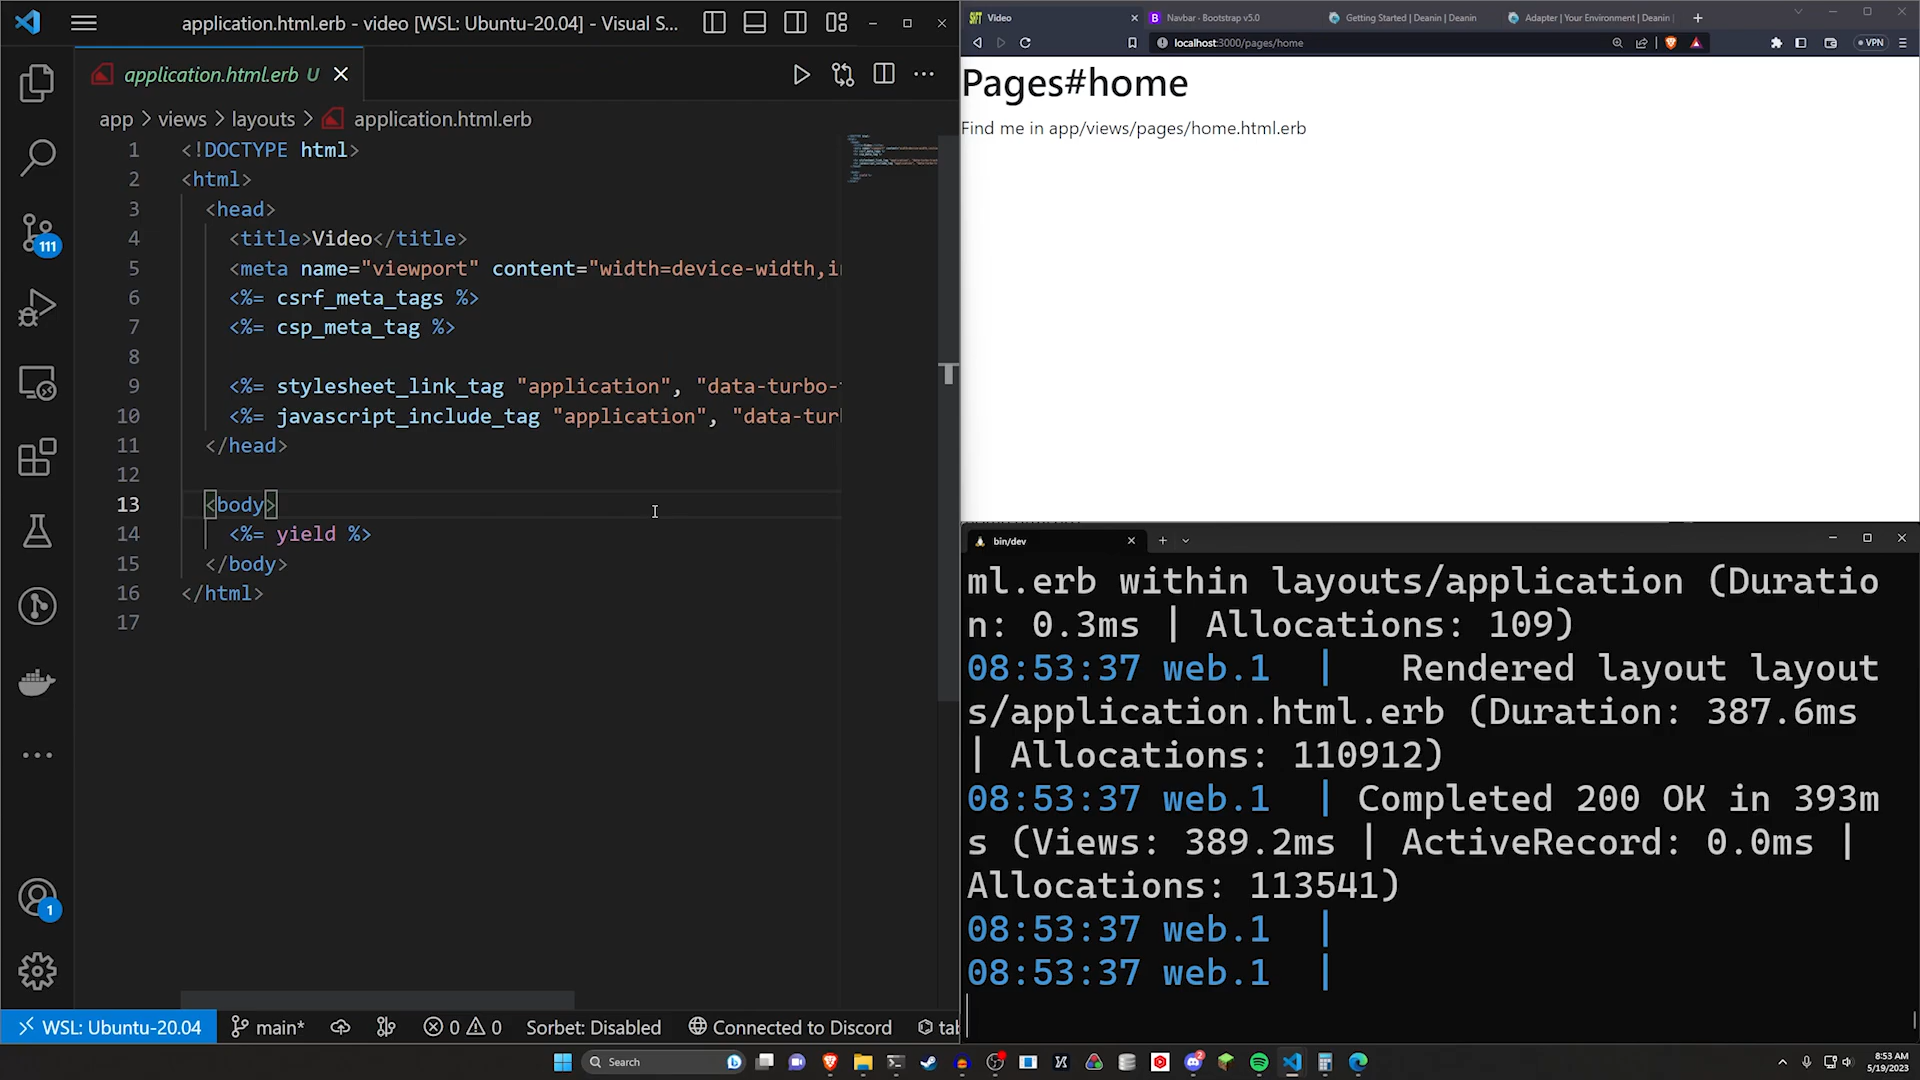 application.html.erb - video [WSL: Ubuntu-20.04] - Visual S...
application.html.erb U
app > views > layouts > application.html.erb
1 <!DOCTYPE html>
2 <html>
3 <head>
4 <title>Video</title>
5 <meta name="viewport" content="width=device-width,i
6 <%= csrf_meta_tags %>
7 <%= csp_meta_tag %>
8
9 <%= stylesheet_link_tag "application", "data-turbo-
10 <%= javascript_include_tag "application", "data-tur
11 </head>
12
13 <body>
14 <%= yield %>
15 </body>
16 </html>
17
111
1
WSL: Ubuntu-20.04 main* 0 0 Sorbet: Disabled Connected to Discord tab
Video
Navbar · Bootstrap v5.0
Getting Started | Deanin | Deanin
Adapter | Your Environment | Deanin |
localhost:3000/pages/home
VPN
Pages#home
Find me in app/views/pages/home.html.erb
bin/dev
ml.erb within layouts/application (Duratio
n: 0.3ms | Allocations: 109)
08:53:37 web.1 | Rendered layout layout
s/application.html.erb (Duration: 387.6ms
| Allocations: 110912)
08:53:37 web.1 | Completed 200 OK in 393m
s (Views: 389.2ms | ActiveRecord: 0.0ms |
Allocations: 113541)
08:53:37 web.1 |
08:53:37 web.1 |
Search
2
8:53 AM
5/19/2023